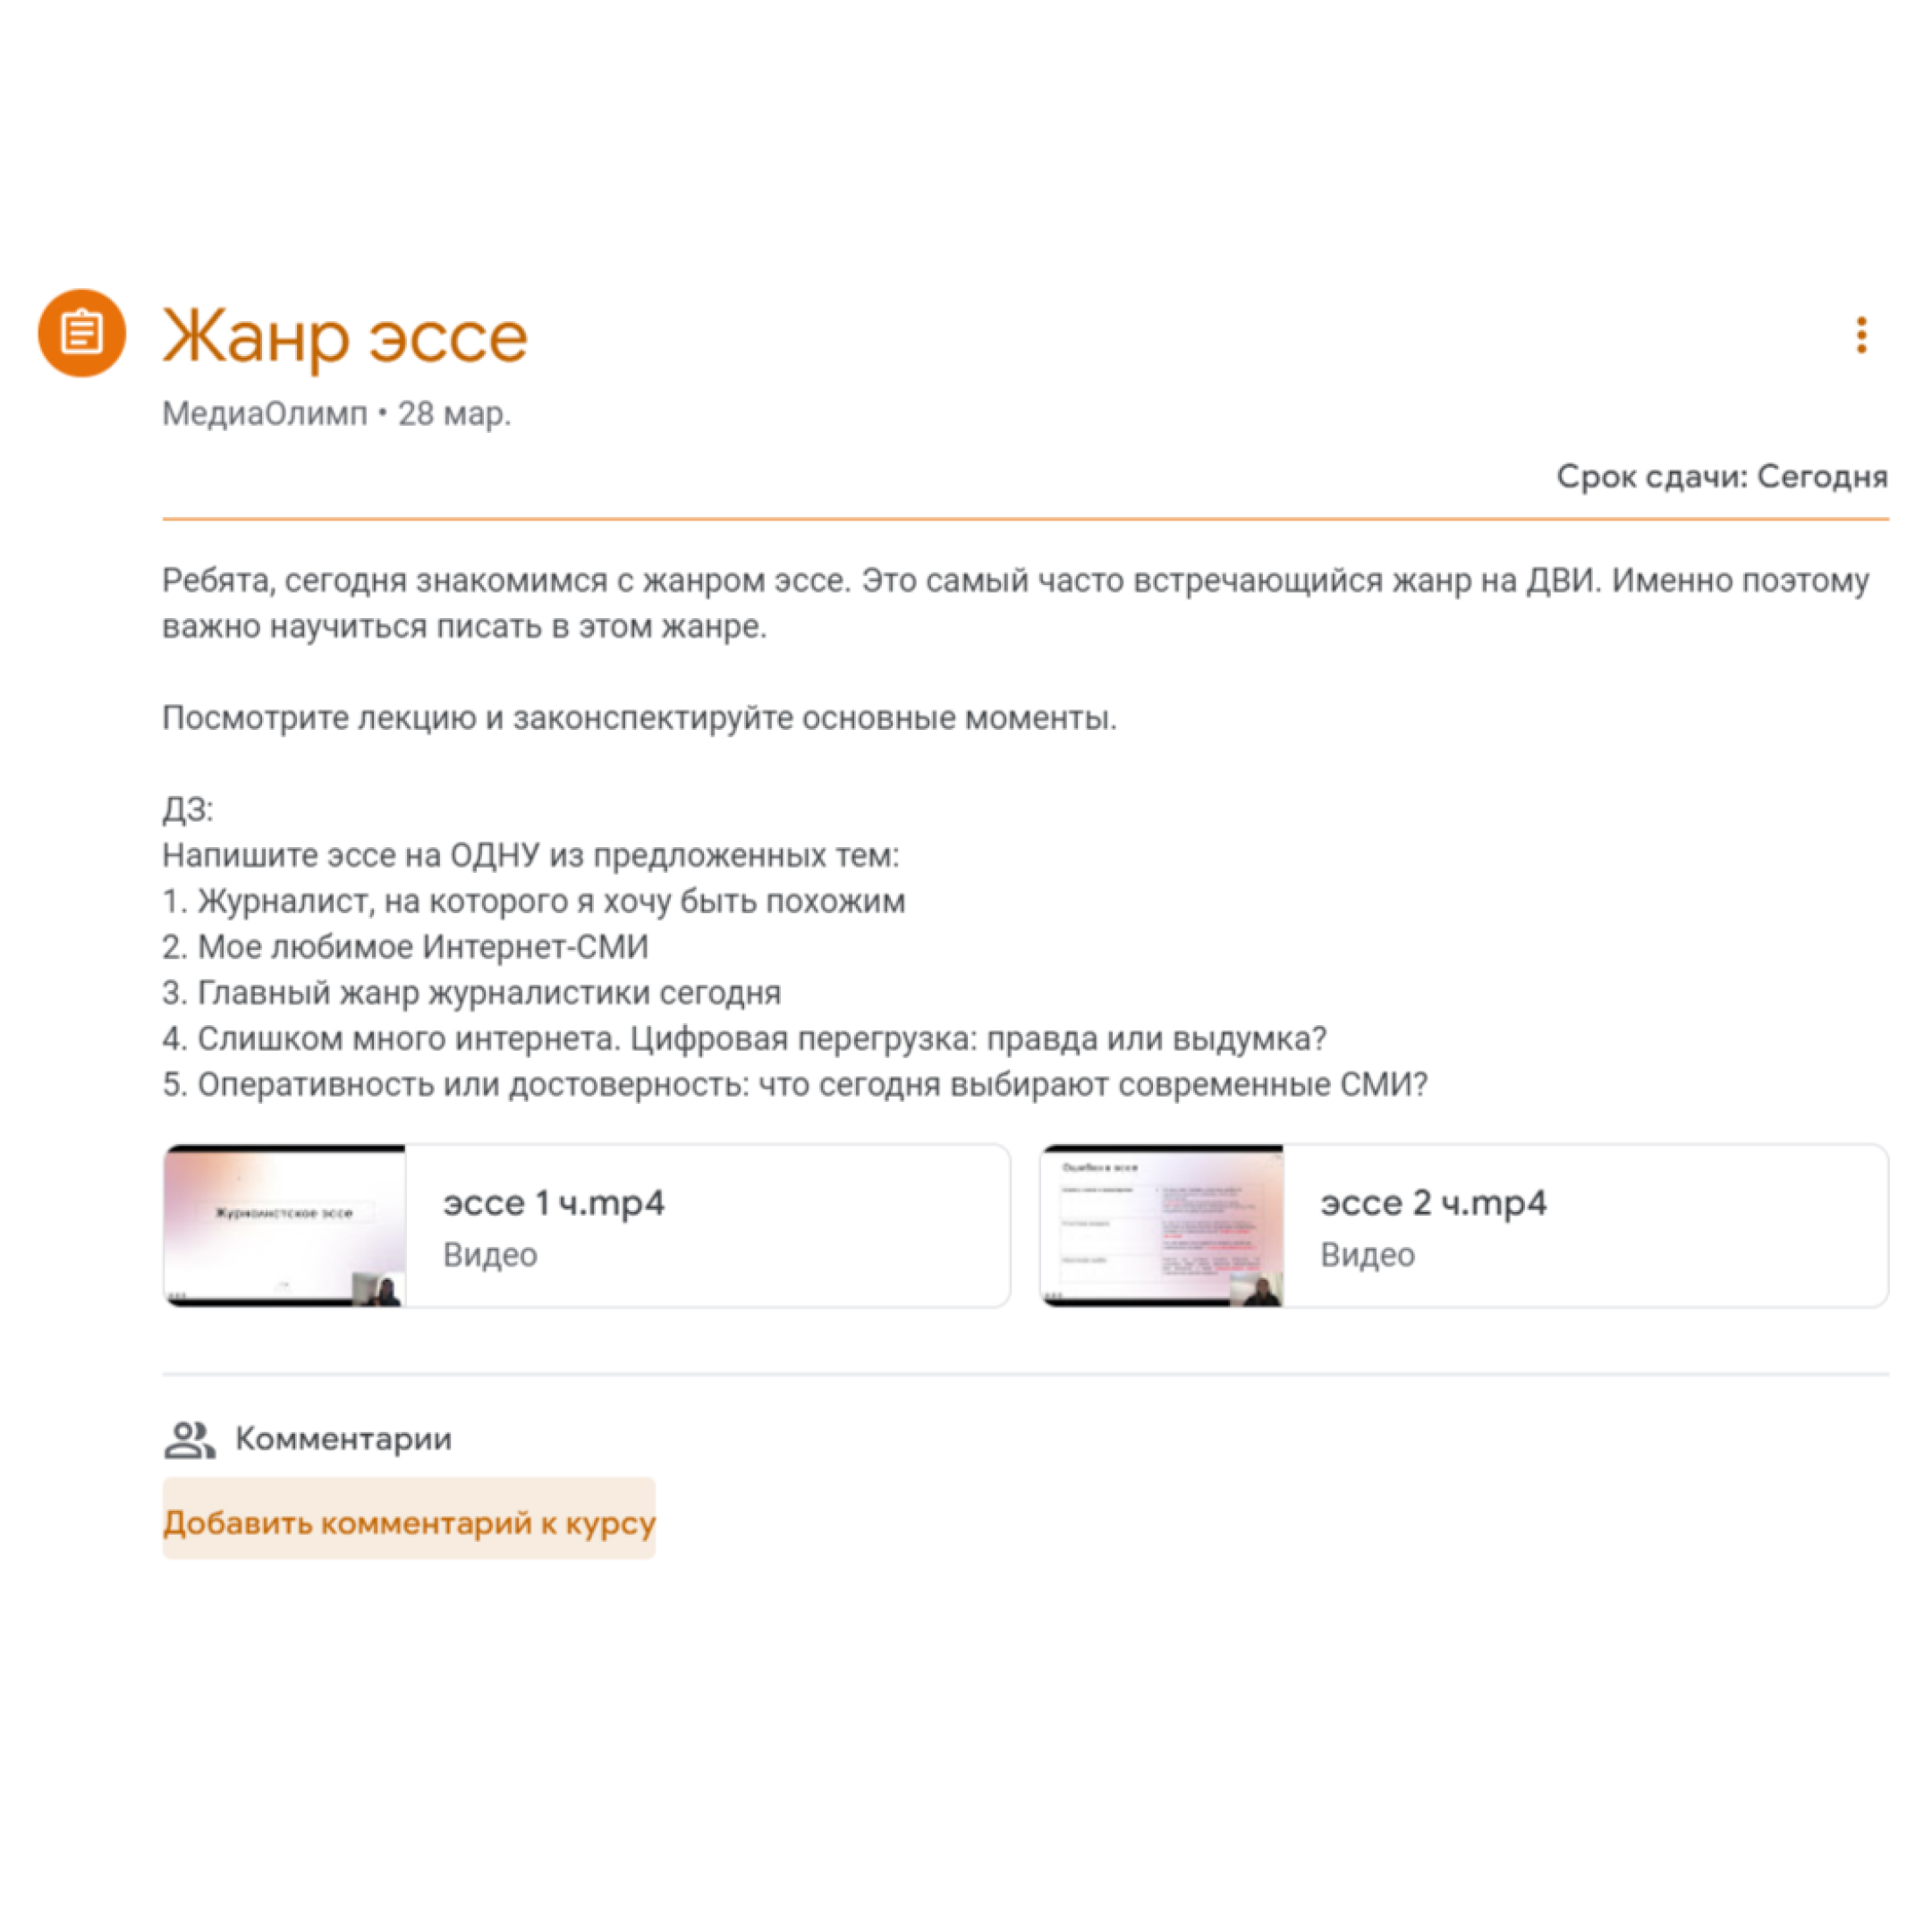 Жанр эссе
МедиаОлимп • 28 мар.
Срок сдачи: Сегодня
Ребята, сегодня знакомимся с жанром эссе. Это самый часто встречающийся жанр на ДВИ. Именно поэтому
важно научиться писать в этом жанре.
Посмотрите лекцию и законспектируйте основные моменты.
ДЗ:
Напишите эссе на ОДНУ из предложенных тем:
1. Журналист, на которого я хочу быть похожим
2. Мое любимое Интернет-СМИ
3. Главный жанр журналистики сегодня
4. Слишком много интернета. Цифровая перегрузка: правда или выдумка?
5. Оперативность или достоверность: что сегодня выбирают современные СМИ?
Журналистское эссе
эссе 1 ч.mp4
Видео
Ошибки в эссе
эссе 2 ч.mp4
Видео
Комментарии
Добавить комментарий к курсу